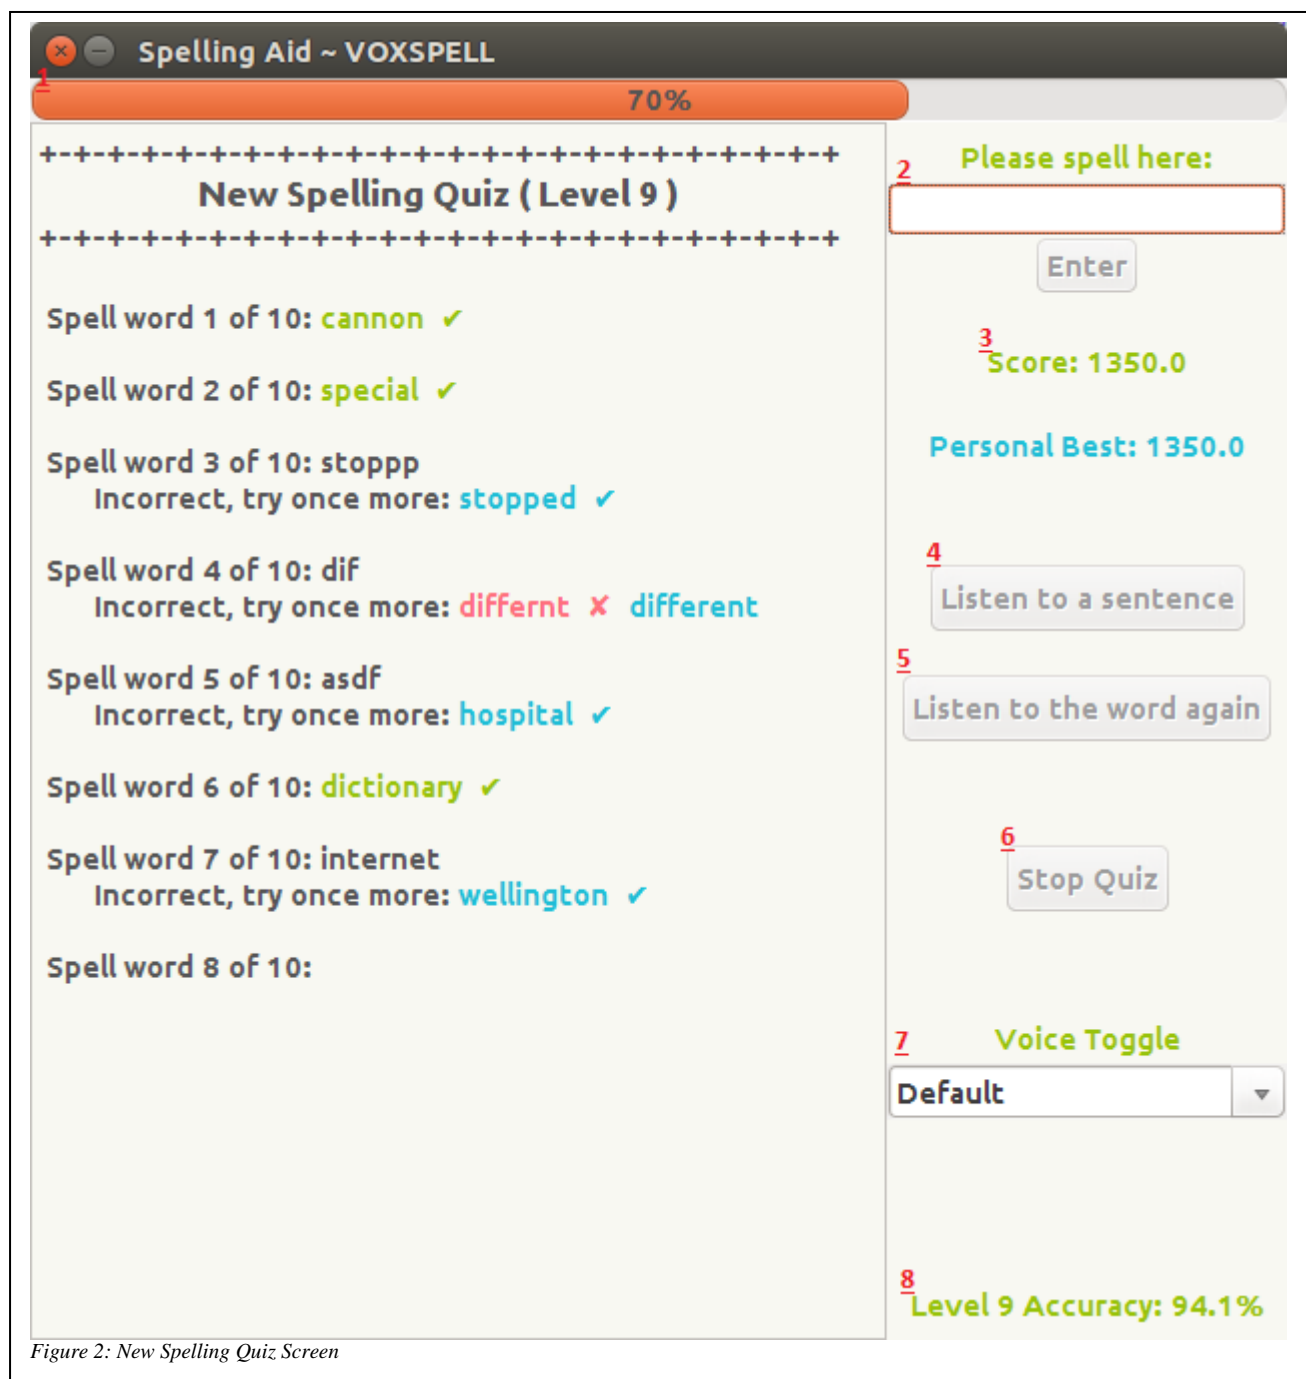 Spelling Aid ~ VOXSPELL
1
70%
+-+-+-+-+-+-+-+-+-+-+-+-+-+-+-+-+-+-+-+-+-+-+-+
New Spelling Quiz ( Level 9 )
+-+-+-+-+-+-+-+-+-+-+-+-+-+-+-+-+-+-+-+-+-+-+-+
Spell word 1 of 10: cannon ✔
Spell word 2 of 10: special ✔
Spell word 3 of 10: stoppp
Incorrect, try once more: stopped ✔
Spell word 4 of 10: dif
Incorrect, try once more: differnt ✘ different
Spell word 5 of 10: asdf
Incorrect, try once more: hospital ✔
Spell word 6 of 10: dictionary ✔
Spell word 7 of 10: internet
Incorrect, try once more: wellington ✔
Spell word 8 of 10:
2 Please spell here:
Enter
3
Score: 1350.0
Personal Best: 1350.0
4
Listen to a sentence
5
Listen to the word again
6
Stop Quiz
7 Voice Toggle
Default
8
Level 9 Accuracy: 94.1%
Figure 2: New Spelling Quiz Screen